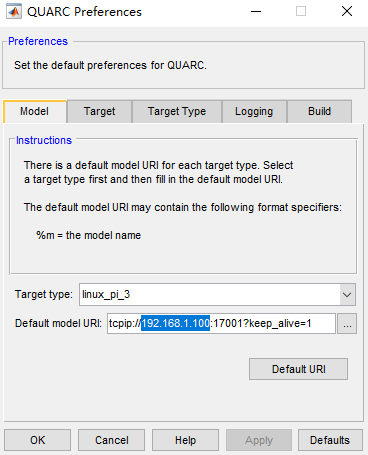 QUARC Preferences
Preferences
Set the default preferences for QUARC.
Model Target Target Type Logging Build
Instructions
There is a default model URI for each target type. Select
a target type first and then fill in the default model URI.
The default model URI may contain the following format specifiers:
%m = the model name
Target type: linux_pi_3
Default model URI: tcpip://192.168.1.100:17001?keep_alive=1 ...
Default URI
OK Cancel Help Apply Defaults